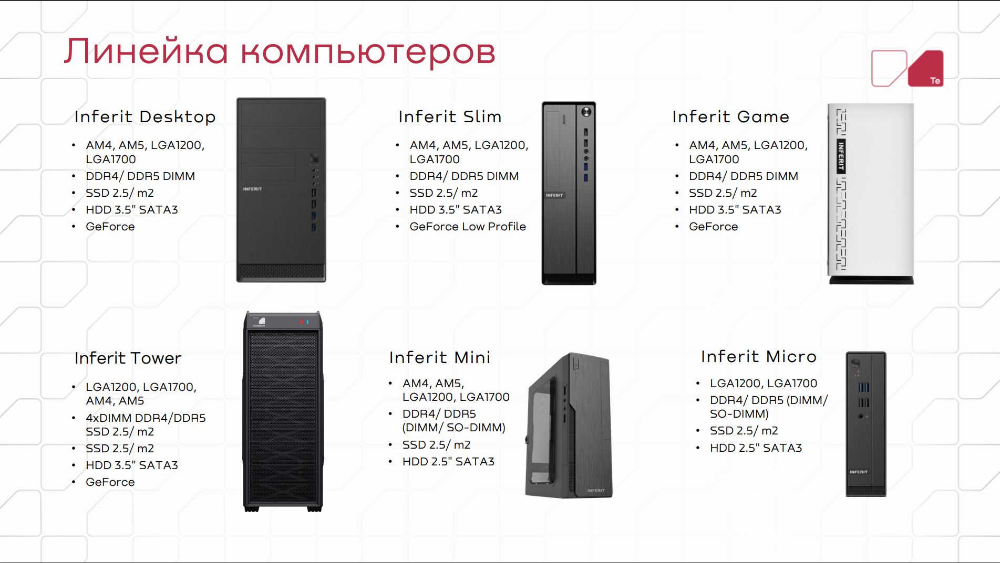 Линейка компьютеров
Te
Inferit Desktop
• AM4, AM5, LGA1200,
LGA1700
• DDR4/ DDR5 DIMM
• SSD 2.5/ m2
• HDD 3.5" SATA3
• GeForce
INFERIT
Inferit Slim
• AM4, AM5, LGA1200,
LGA1700
• DDR4/ DDR5 DIMM
• SSD 2.5/ m2
• HDD 3.5" SATA3
• GeForce Low Profile
INFERIT
Inferit Game
• AM4, AM5, LGA1200,
LGA1700
• DDR4/ DDR5 DIMM
• SSD 2.5/ m2
• HDD 3.5" SATA3
• GeForce
INFERIT
Inferit Tower
• LGA1200, LGA1700,
AM4, AM5
• 4xDIMM DDR4/DDR5
SSD 2.5/ m2
• SSD 2.5/ m2
• HDD 3.5" SATA3
• GeForce
Inferit Mini
• AM4, AM5,
LGA1200, LGA1700
• DDR4/ DDR5
(DIMM/ SO-DIMM)
• SSD 2.5/ m2
• HDD 2.5" SATA3
INFERIT
Inferit Micro
• LGA1200, LGA1700
• DDR4/ DDR5 (DIMM/
SO-DIMM)
• SSD 2.5/ m2
• HDD 2.5" SATA3
INFERIT